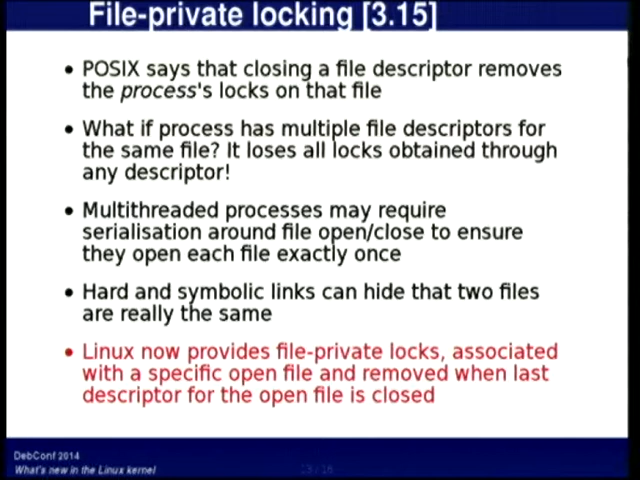 File-private locking [3.15]
• POSIX says that closing a file descriptor removes
the process's locks on that file
• What if process has multiple file descriptors for
the same file? It loses all locks obtained through
any descriptor!
• Multithreaded processes may require
serialisation around file open/close to ensure
they open each file exactly once
• Hard and symbolic links can hide that two files
are really the same
• Linux now provides file-private locks, associated
with a specific open file and removed when last
descriptor for the open file is closed
DebConf 2014
What's new in the Linux kernel